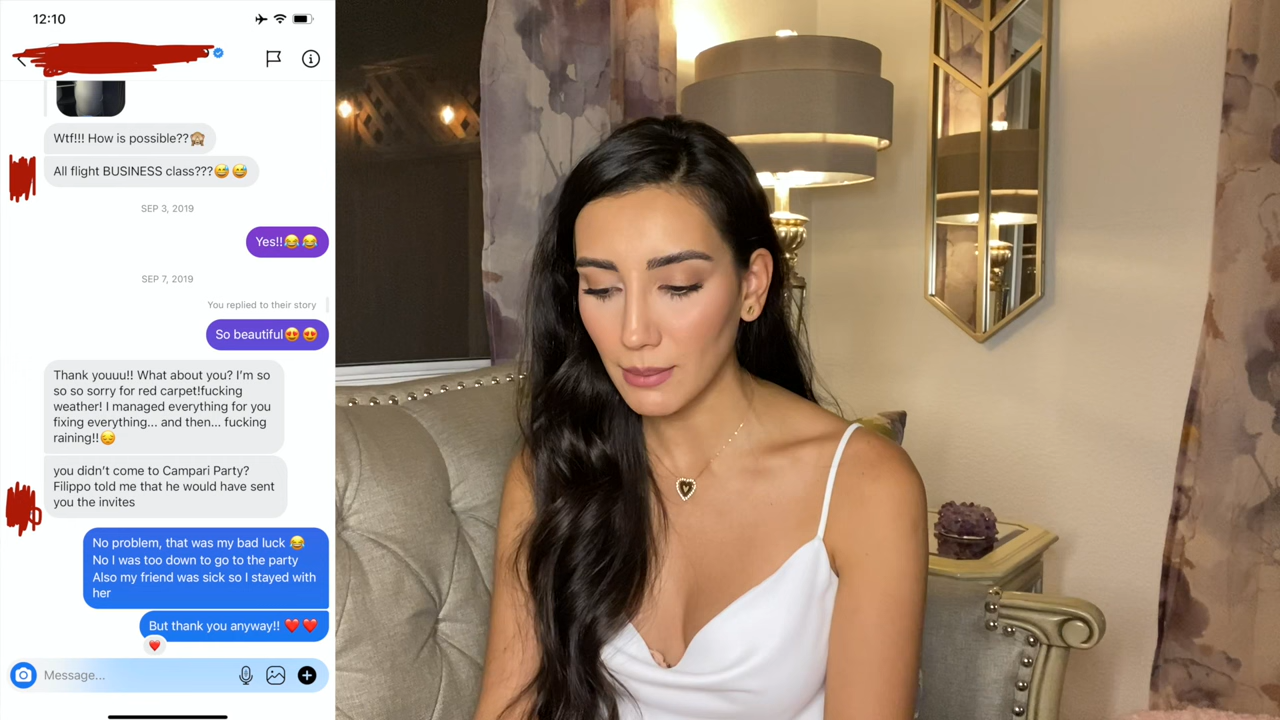 12:10
Wtf!!! How is possible??🙈
All flight BUSINESS class???😅 😅
SEP 3, 2019
Yes!!😂 😂
SEP 7, 2019
You replied to their story
So beautiful😍 😍
Thank youuu!! What about you? I'm so
so so sorry for red carpet!fucking
weather! I managed everything for you
fixing everything... and then... fucking
raining!!😔
you didn't come to Campari Party?
Filippo told me that he would have sent
you the invites
No problem, that was my bad luck 😂
No I was too down to go to the party
Also my friend was sick so I stayed with
her
But thank you anyway!! ❤️ ❤️
❤️
Message...